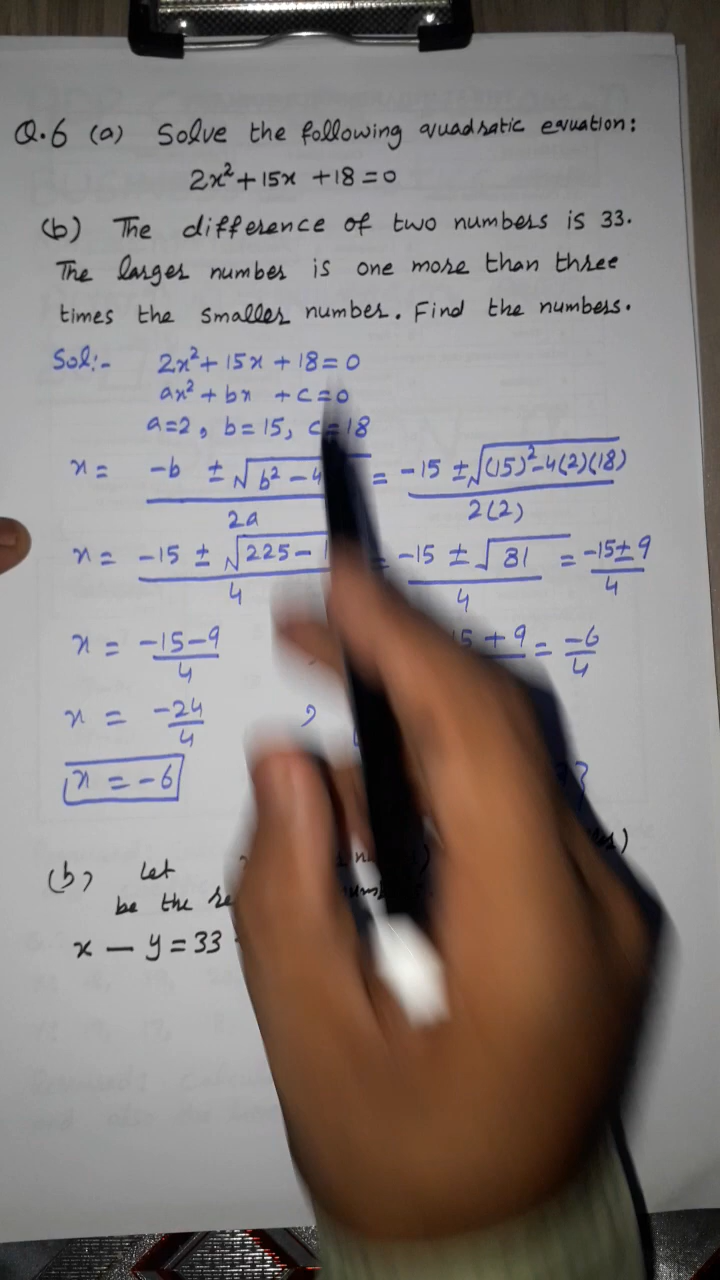 Q.6 (a) Solve the following quadratic equation:
2x²+15x +18=0
(b) The difference of two numbers is 33.
The larger number is one more than three
times the smaller number. Find the numbers.
Sol:- 2x²+15x+18=0
ax²+bx +c=0
a=2, b=15, c=18
x = -b ±√b²-4 / 2a = -15 ±√(15)²-4(2)(18) / 2(2)
x = -15 ± √225- / 4 = -15 ± √81 / 4 = -15±9 / 4
x = -15-9 / 4 , 15+9 = -6 / 4
x = -24 / 4 ,
x = -6
(b) Let
be the
x - y = 33